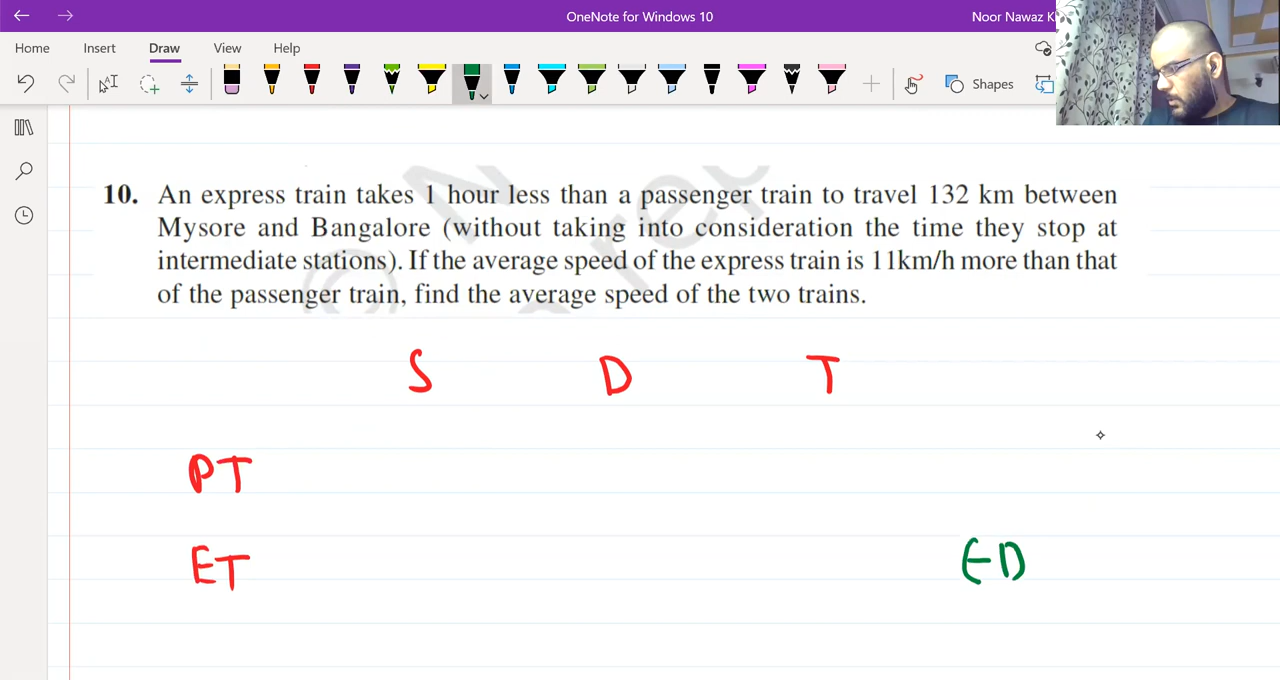 OneNote for Windows 10
Noor Nawaz K
Home Insert Draw View Help
Shapes
10. An express train takes 1 hour less than a passenger train to travel 132 km between
Mysore and Bangalore (without taking into consideration the time they stop at
intermediate stations). If the average speed of the express train is 11km/h more than that
of the passenger train, find the average speed of the two trains.
S D T
PT
ET